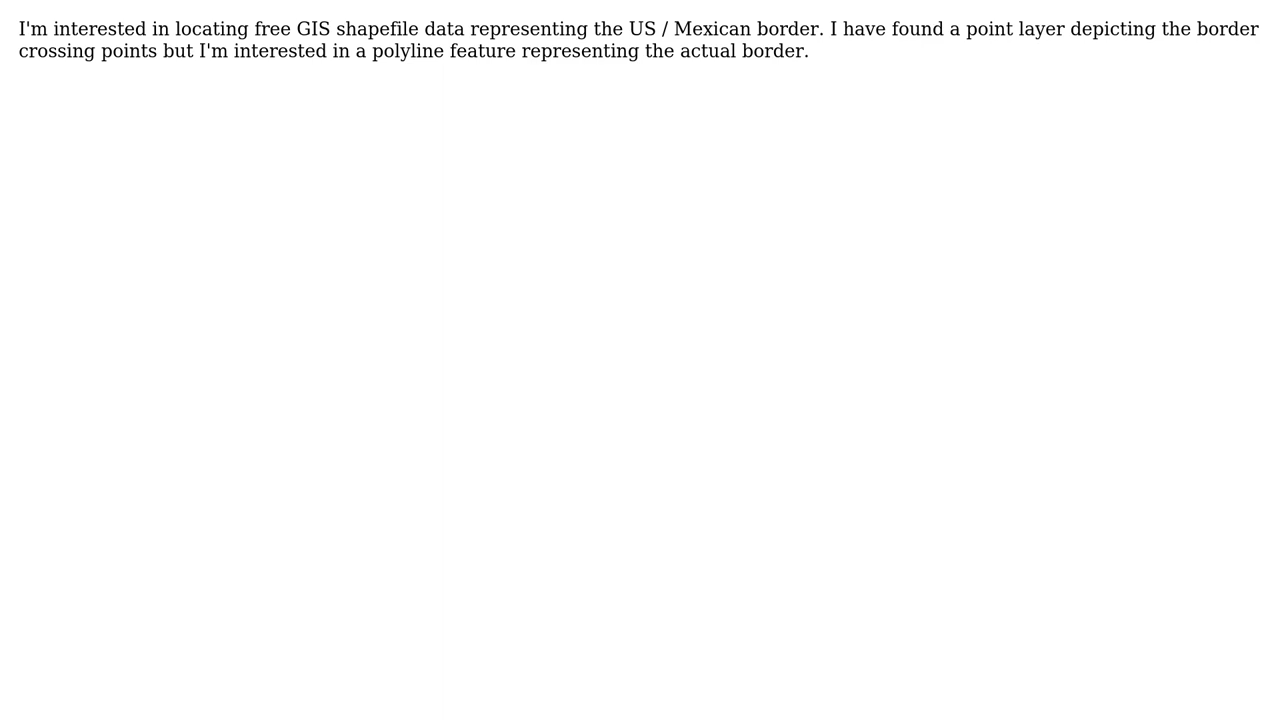 I'm interested in locating free GIS shapefile data representing the US / Mexican border. I have found a point layer depicting the border
crossing points but I'm interested in a polyline feature representing the actual border.